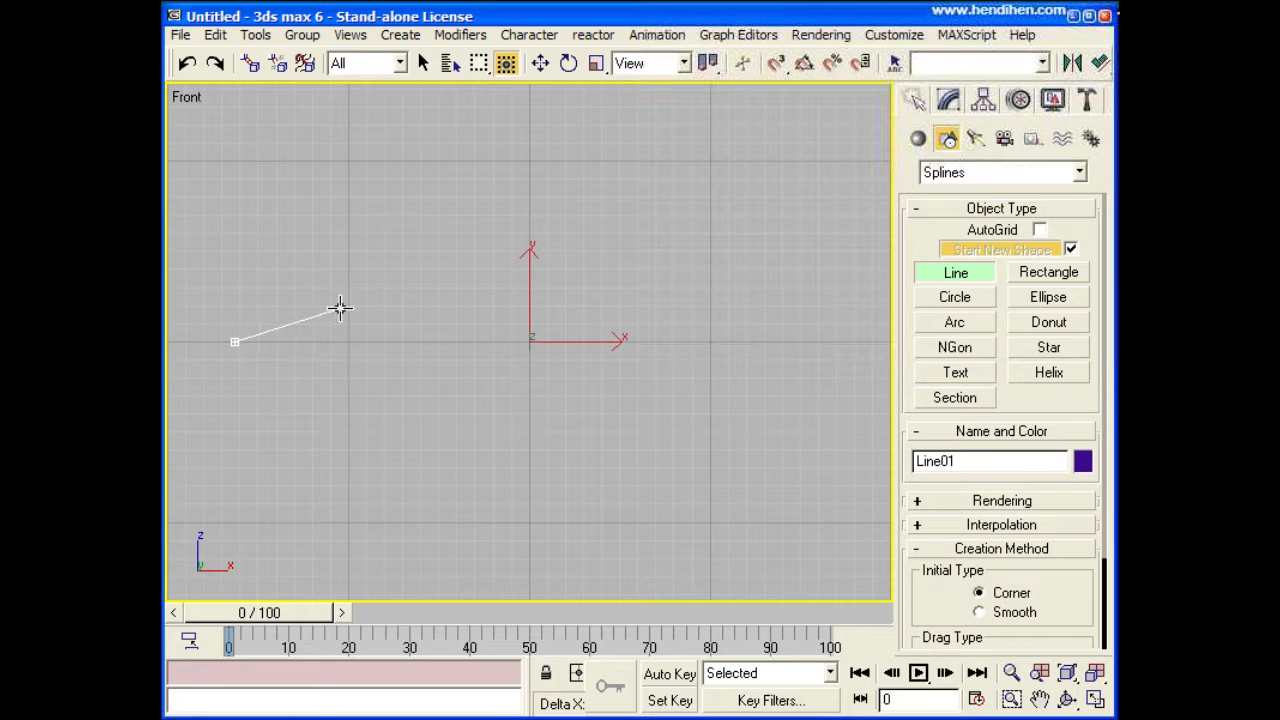 Untitled - 3ds max 6 - Stand-alone License
www.hendihen.com
File Edit Tools Group Views Create Modifiers Character reactor Animation Graph Editors Rendering Customize MAXScript Help
All View ABC
Front
Splines
- Object Type
AutoGrid
Start New Shape
Line Rectangle
Circle Ellipse
Arc Donut
NGon Star
Text Helix
Section
- Name and Color
Line01
+ Rendering
+ Interpolation
- Creation Method
Initial Type
Corner
Smooth
Drag Type
y
z x
z
y x
< 0 / 100 >
0 10 20 30 40 50 60 70 80 90 100
Auto Key Selected
Delta X: Set Key Key Filters... 0